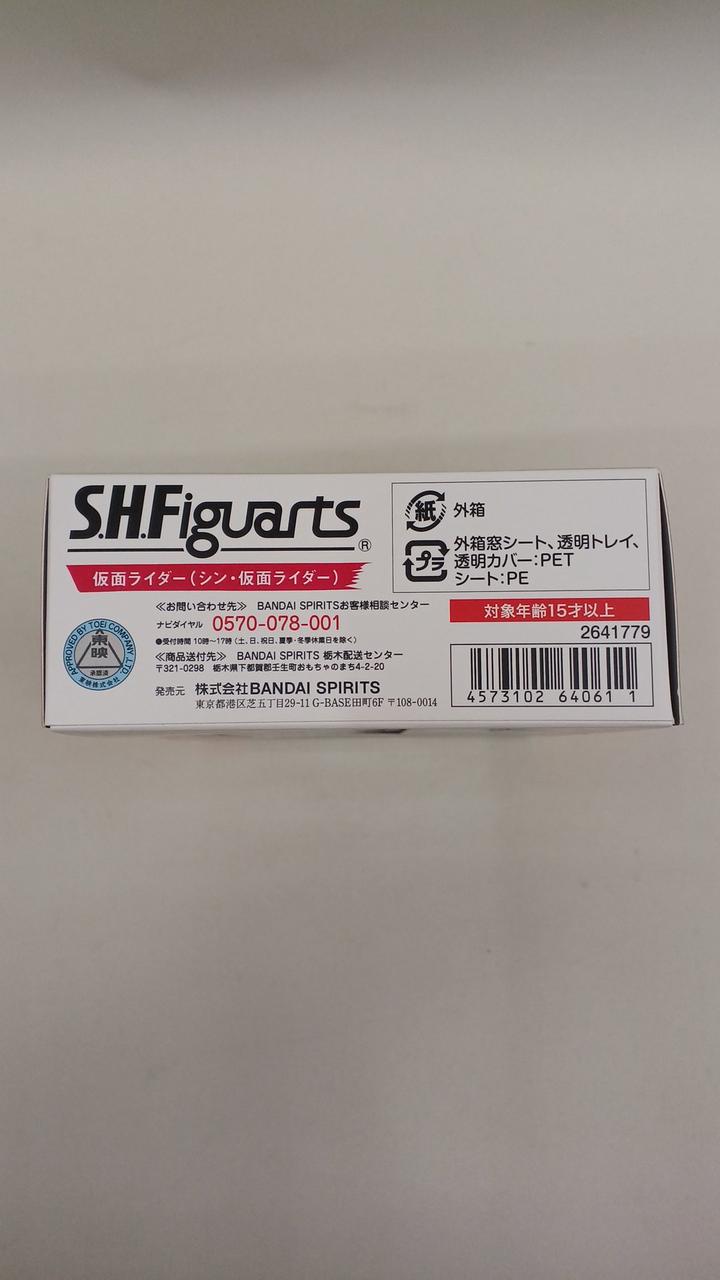 S.H.Figuarts®
仮面ライダー(シン・仮面ライダー)
紙 外箱
プラ 外箱窓シート、透明トレイ、
透明カバー:PET
シート:PE
APPROVED BY TOEI COMPANY, LTD.
東映
承認済
東映株式会社
≪お問い合わせ先≫ BANDAI SPIRITSお客様相談センター
ナビダイヤル 0570-078-001
●受付時間 10時～17時(土、日、祝日、夏季・冬季休業日を除く)
≪商品送付先≫ BANDAI SPIRITS 栃木配送センター
〒321-0298 栃木県下都賀郡壬生町おもちゃのまち4-2-20
発売元 株式会社BANDAI SPIRITS
東京都港区芝五丁目29-11 G-BASE田町6F 〒108-0014
対象年齢15才以上
2641779
4573102 64061 1